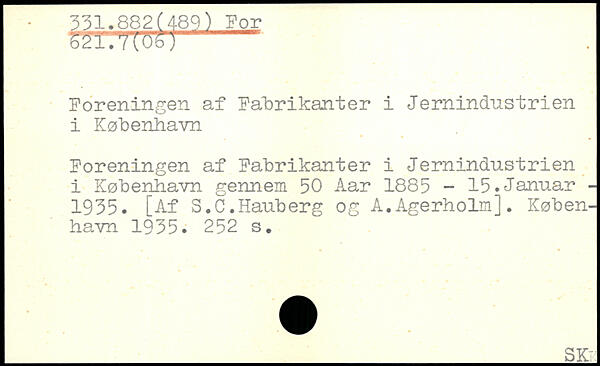 331.882(489) For
621.7(06)
Foreningen af Fabrikanter i Jernindustrien
i København
Foreningen af Fabrikanter i Jernindustrien
i København gennem 50 Aar 1885 - 15.Januar -
1935. [Af S.C.Hauberg og A.Agerholm]. Køben-
havn 1935. 252 s.
SK